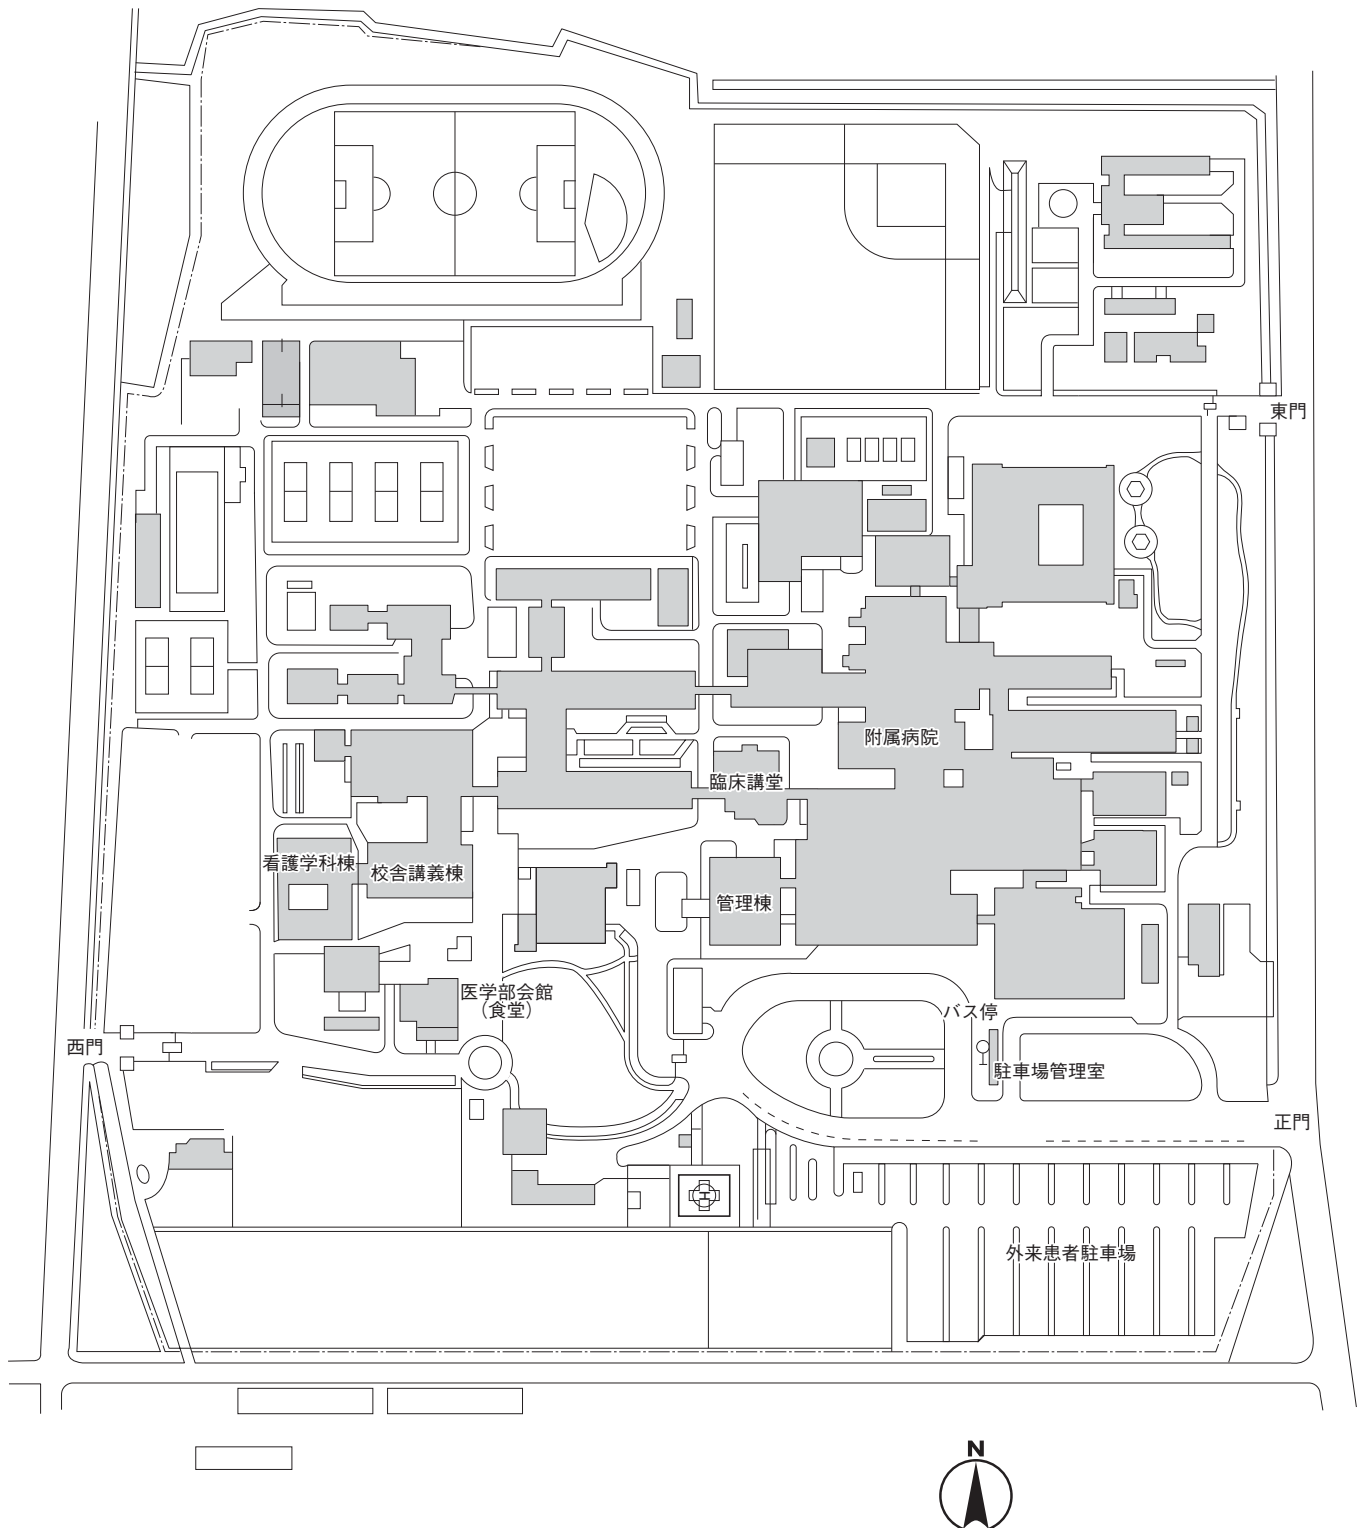 東門
附属病院
臨床講堂
看護学科棟
校舎講義棟
管理棟
医学部会館
(食堂)
バス停
西門
駐車場管理室
正門
外来患者駐車場
N